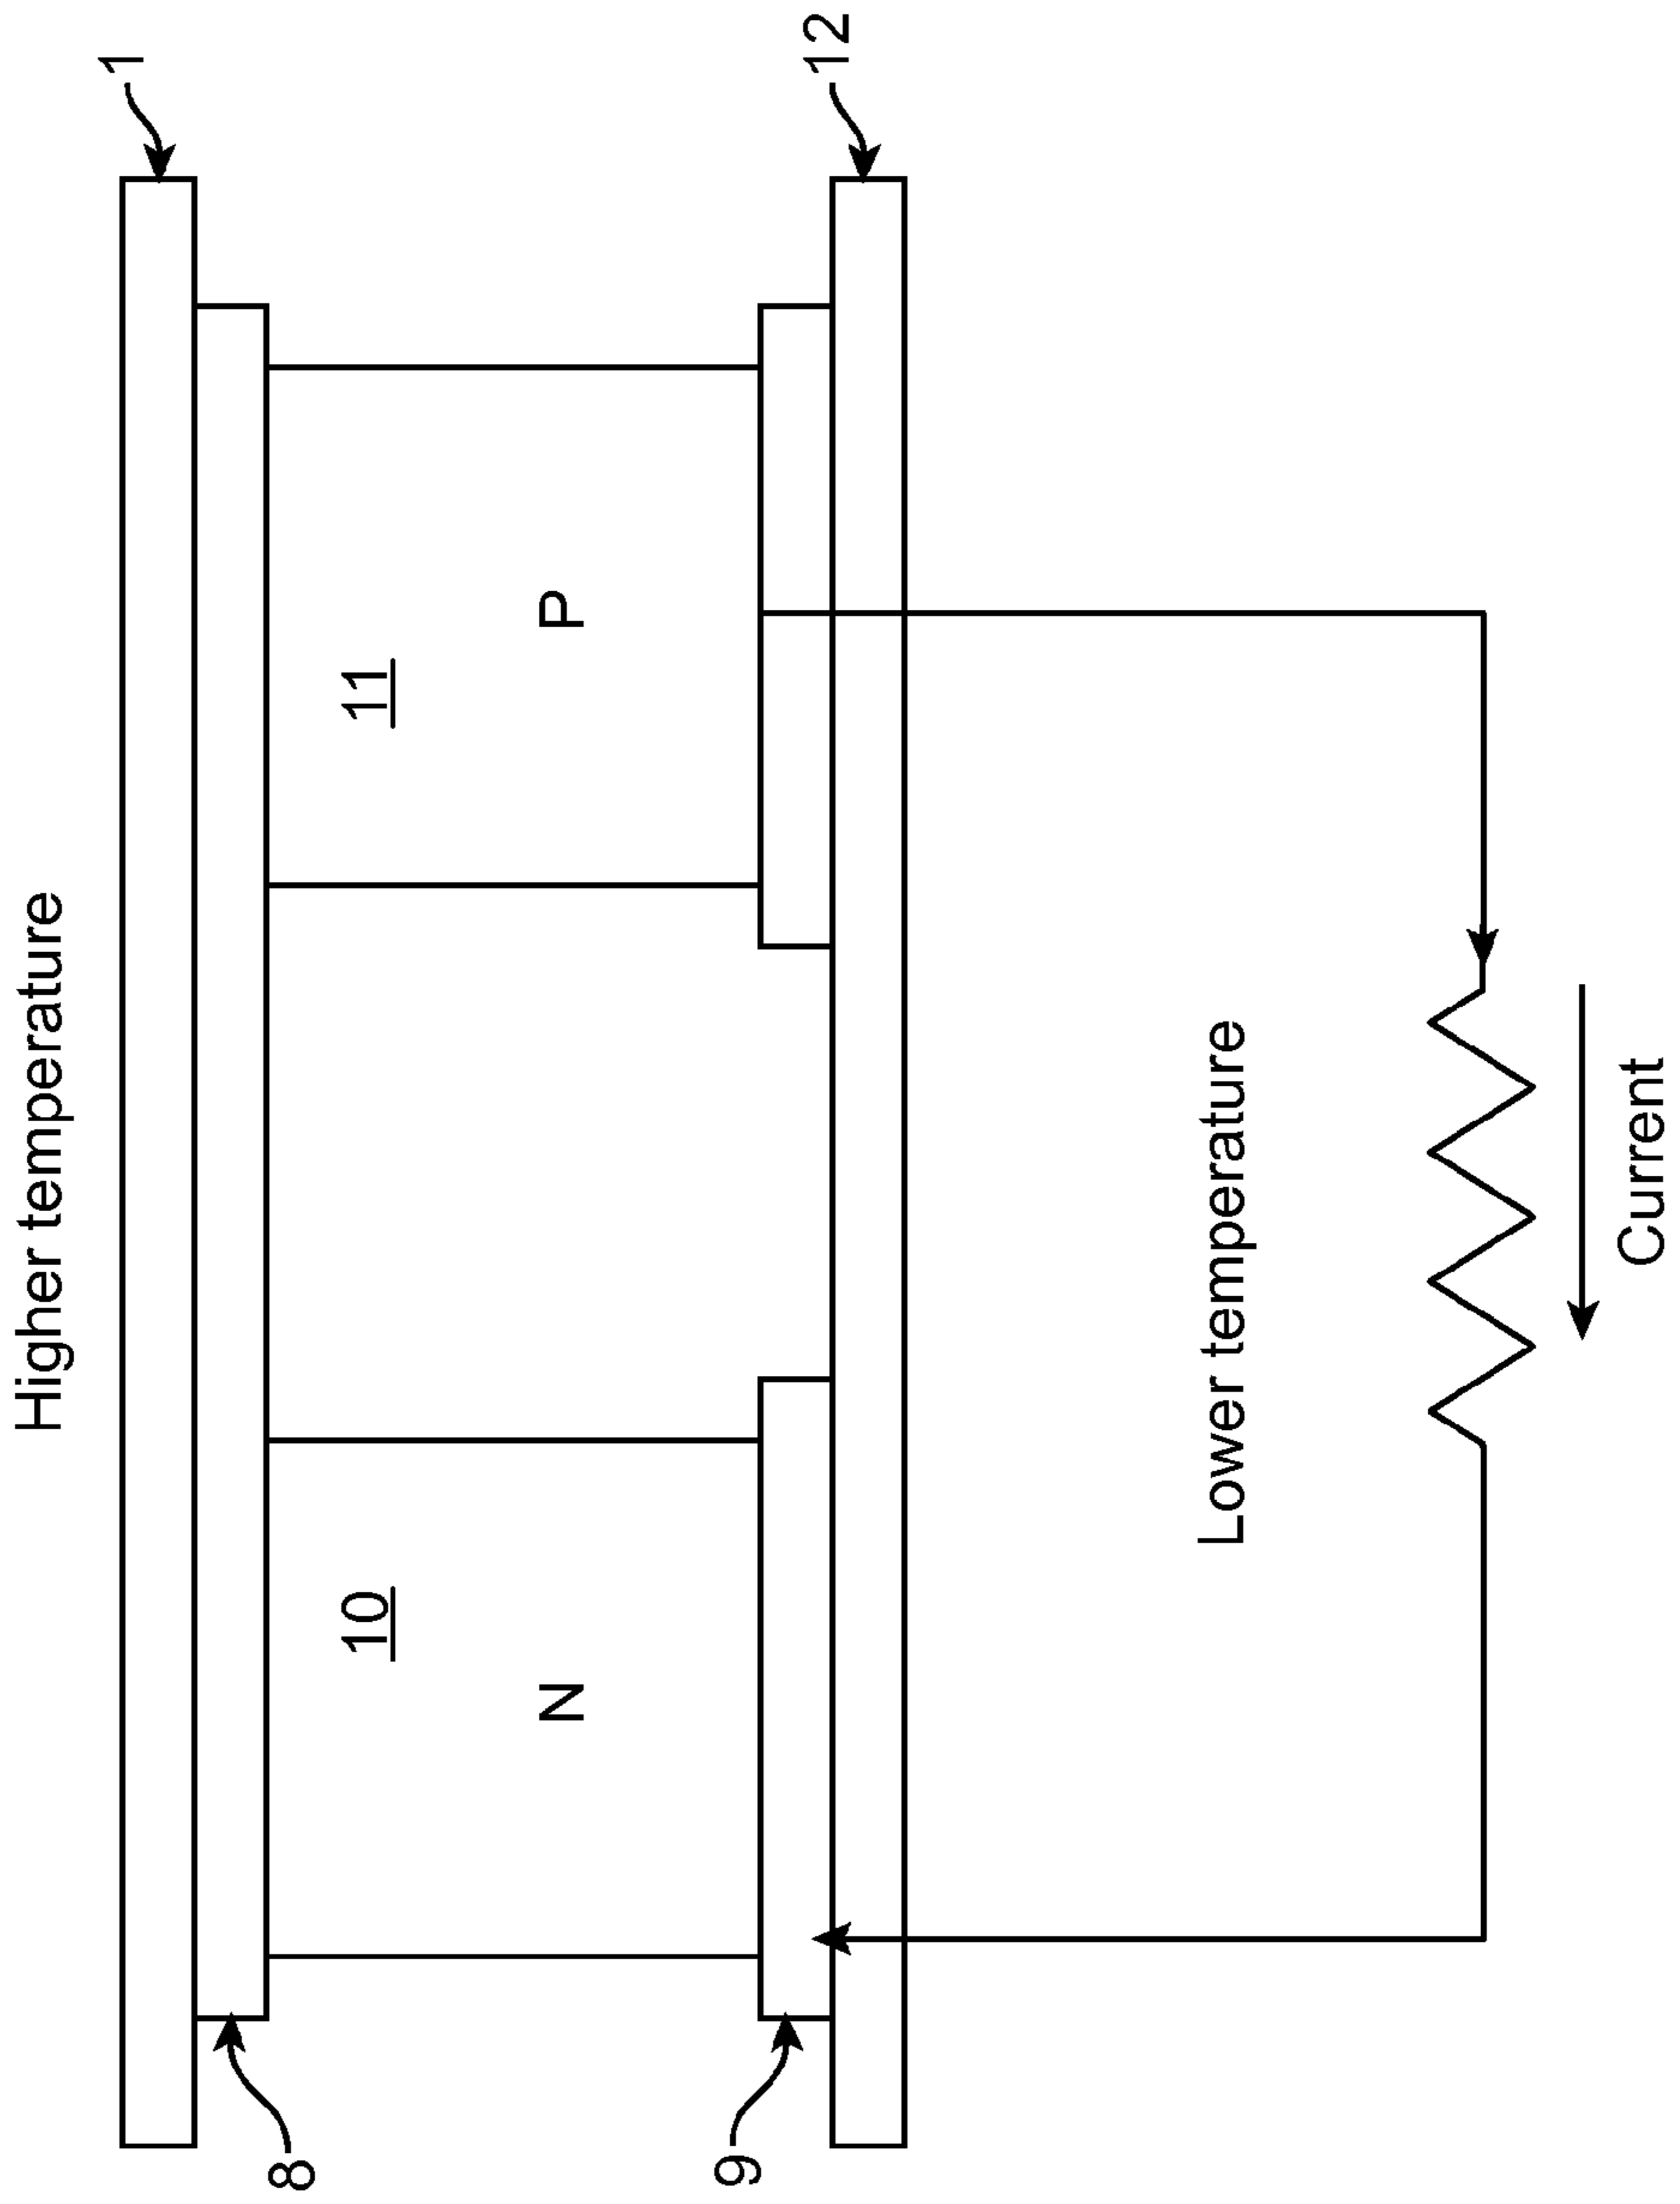 Higher temperature
1
8
10
11
N
P
9
12
Lower temperature
Current